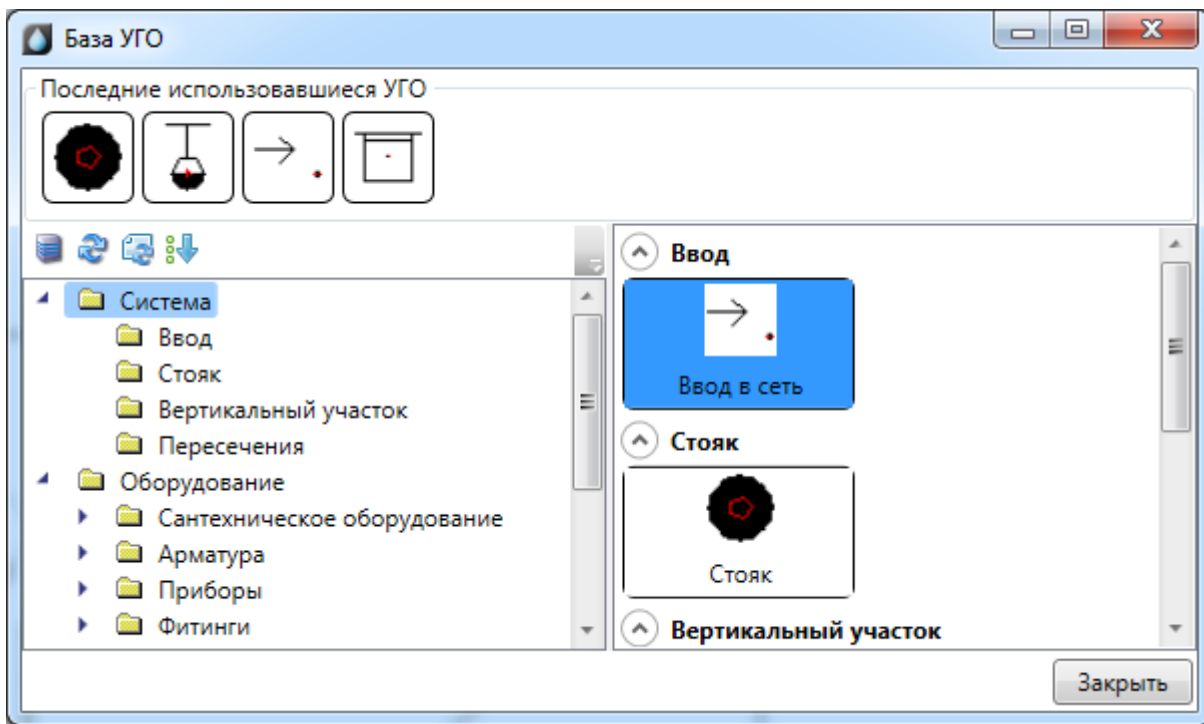 База УГО
Последние использовавшиеся УГО
Система
Ввод
Стояк
Вертикальный участок
Пересечения
Оборудование
Сантехническое оборудование
Арматура
Приборы
Фитинги
Ввод
Ввод в сеть
Стояк
Стояк
Вертикальный участок
Закрыть